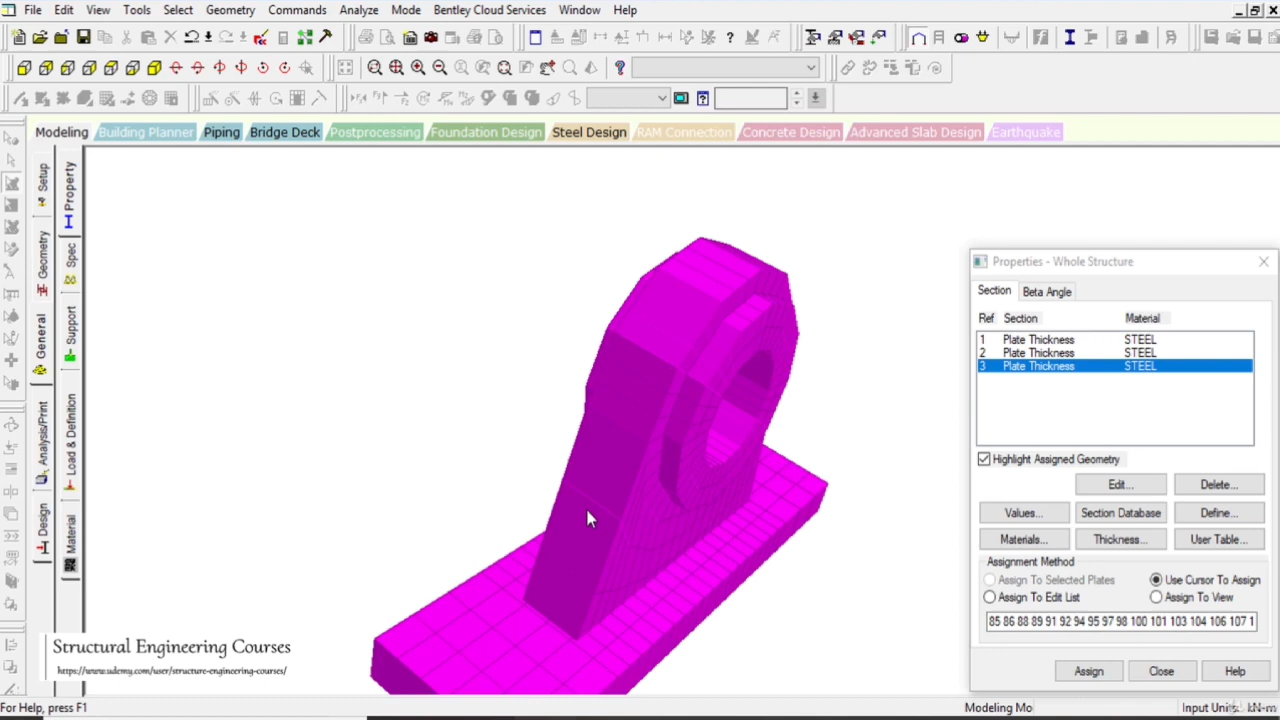 File Edit View Tools Select Geometry Commands Analyze Mode Bentley Cloud Services Window Help
Modeling Building Planner Piping Bridge Deck Postprocessing Foundation Design Steel Design RAM Connection Concrete Design Advanced Slab Design Earthquake
Setup
Geometry
General
Analysis/Print
Design
Property
Spec
Support
Load & Definition
Material
Properties - Whole Structure
Section Beta Angle
Ref Section Material
1 Plate Thickness STEEL
2 Plate Thickness STEEL
3 Plate Thickness STEEL
Highlight Assigned Geometry
Edit... Delete...
Values... Section Database Define...
Materials... Thickness... User Table...
Assignment Method
Assign To Selected Plates Use Cursor To Assign
Assign To Edit List Assign To View
85 86 88 89 91 92 94 95 97 98 100 101 103 104 106 107 1
Assign Close Help
Structural Engineering Courses
https://www.udemy.com/user/structure-engineering-courses/
For Help, press F1 Modeling Mo Input Units: kN-m